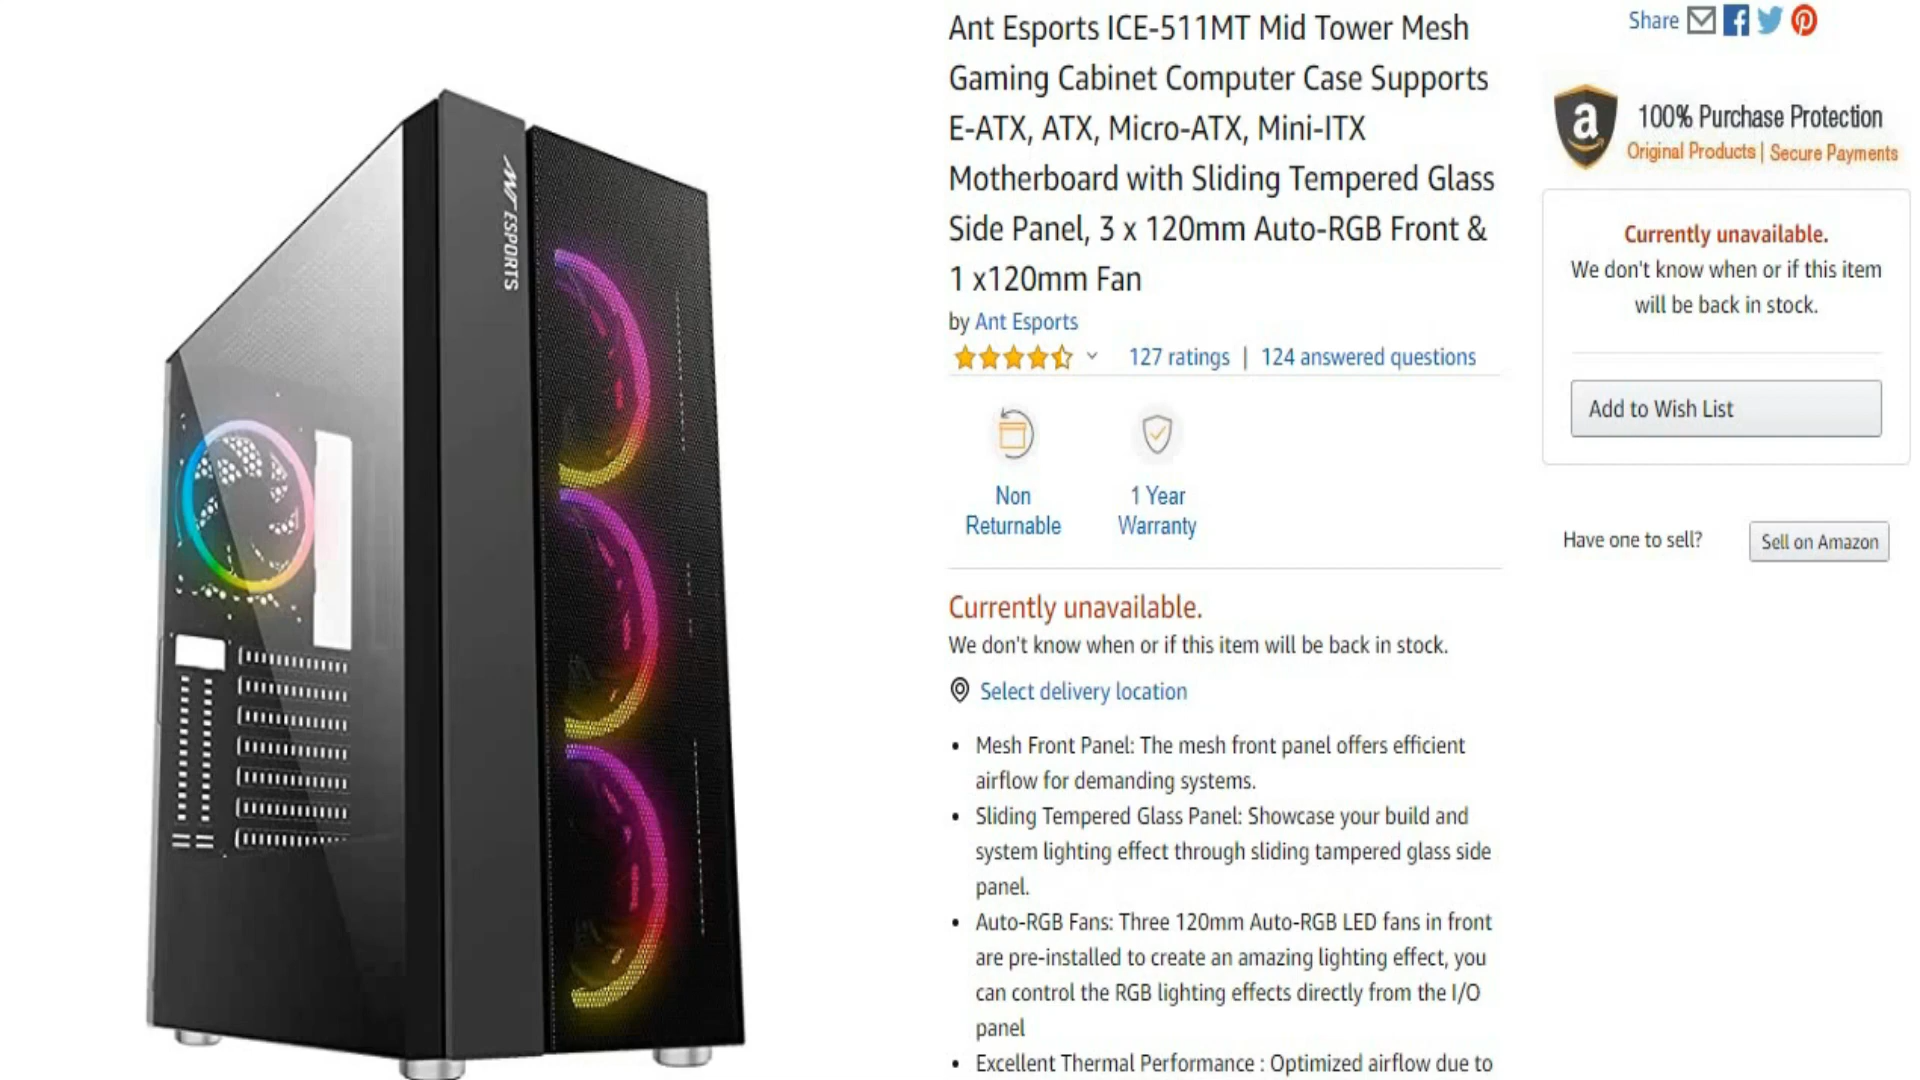 ANT ESPORTS
Ant Esports ICE-511MT Mid Tower Mesh
Gaming Cabinet Computer Case Supports
E-ATX, ATX, Micro-ATX, Mini-ITX
Motherboard with Sliding Tempered Glass
Side Panel, 3 x 120mm Auto-RGB Front &
1 x120mm Fan
by Ant Esports
127 ratings | 124 answered questions
Non
Returnable
1 Year
Warranty
Currently unavailable.
We don't know when or if this item will be back in stock.
Select delivery location
• Mesh Front Panel: The mesh front panel offers efficient
airflow for demanding systems.
• Sliding Tempered Glass Panel: Showcase your build and
system lighting effect through sliding tampered glass side
panel.
• Auto-RGB Fans: Three 120mm Auto-RGB LED fans in front
are pre-installed to create an amazing lighting effect, you
can control the RGB lighting effects directly from the I/O
panel
• Excellent Thermal Performance : Optimized airflow due to
Share
a
100% Purchase Protection
Original Products | Secure Payments
Currently unavailable.
We don't know when or if this item
will be back in stock.
Add to Wish List
Have one to sell?
Sell on Amazon